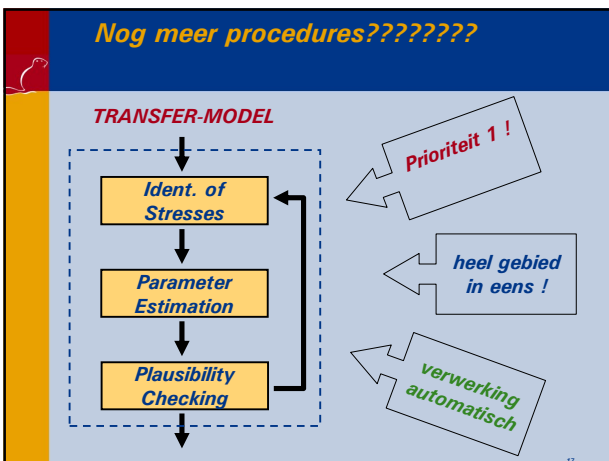 Nog meer procedures????????
TRANSFER-MODEL
Ident. of
Stresses
Parameter
Estimation
Plausibility
Checking
Prioriteit 1 !
heel gebied
in eens !
verwerking
automatisch